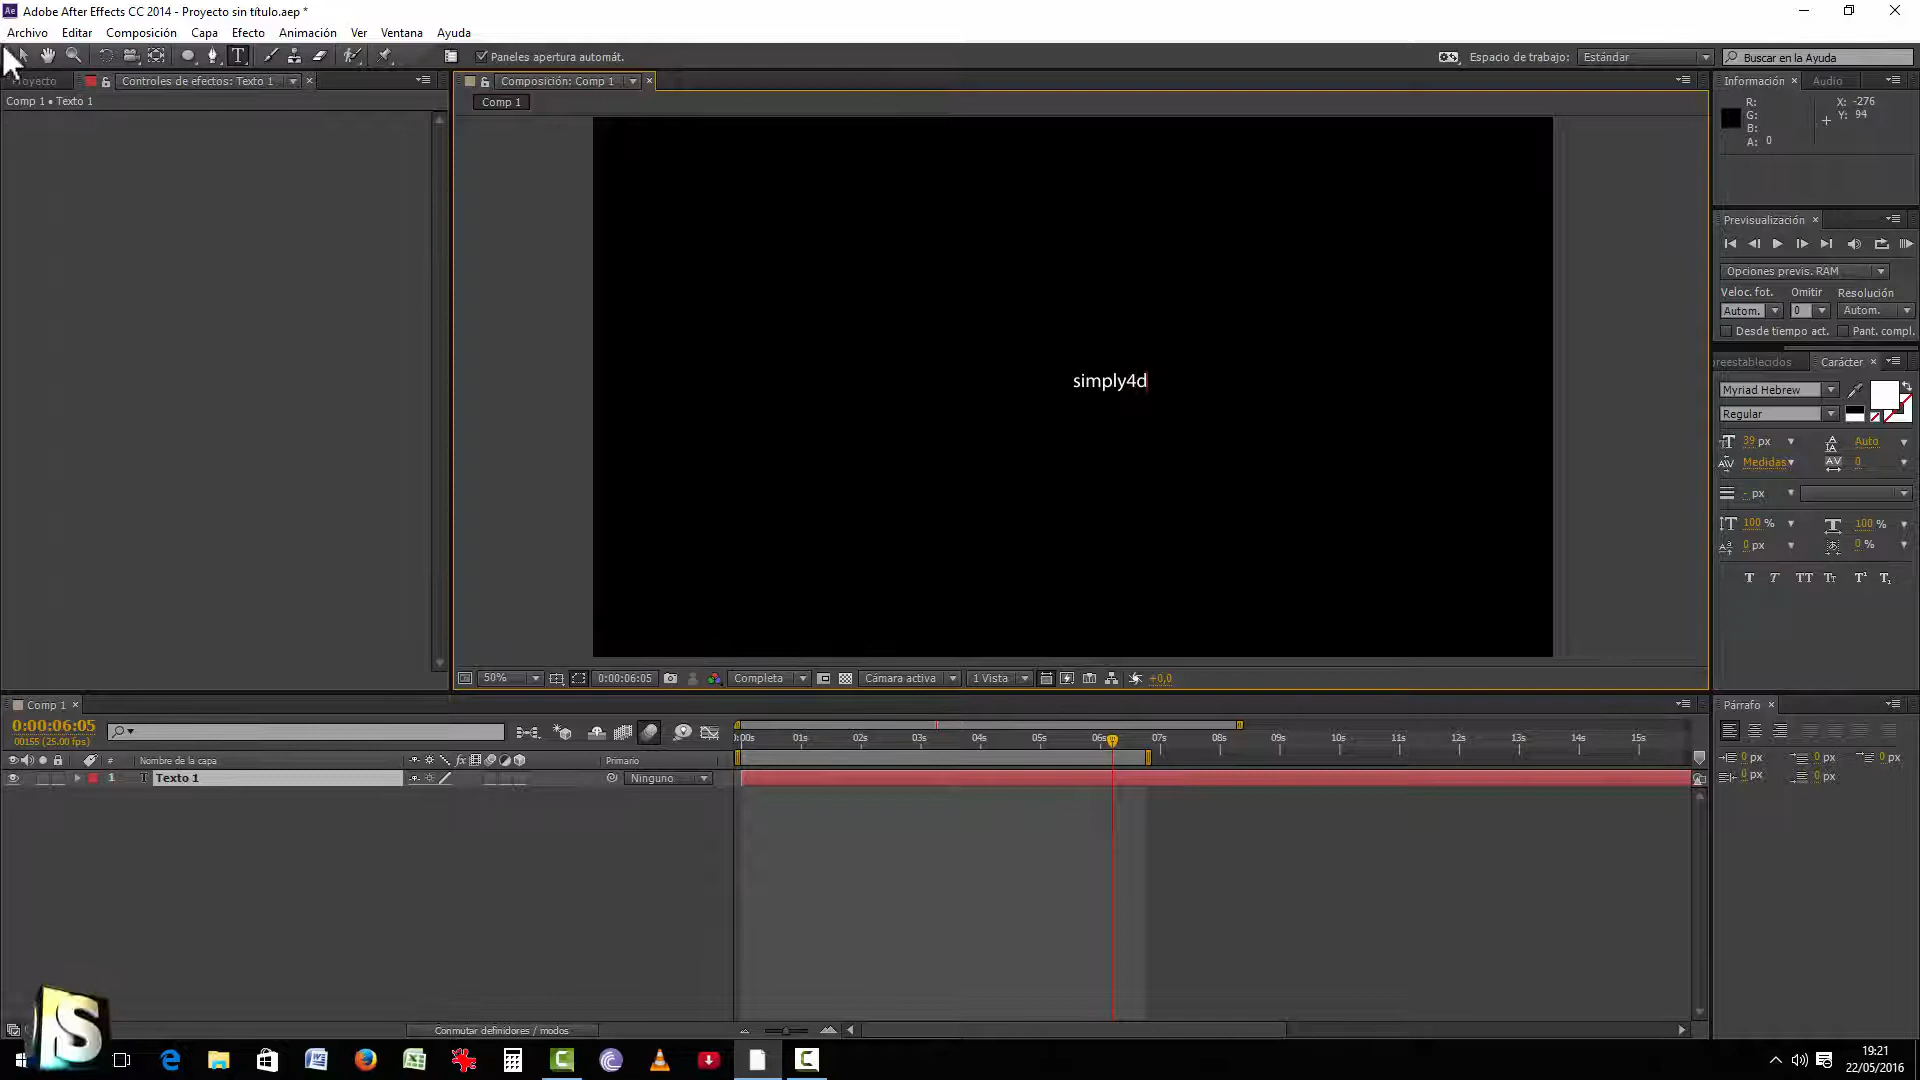 Adobe After Effects CC 2014 - Proyecto sin título.aep *
Archivo Editar Composición Capa Efecto Animación Ver Ventana Ayuda
Paneles apertura automát.
Espacio de trabajo: Estándar
Buscar en la Ayuda
Proyecto
Controles de efectos: Texto 1
Composición: Comp 1
Información Audio
Comp 1 • Texto 1
Comp 1
R:
G:
B:
A: 0
X: -276
Y: 94
Previsualización
Opciones previs. RAM
Veloc. fot. Omitir Resolución
Autom. 0 Autom.
Desde tiempo act. Pant. compl.
reestablecidos Carácter
Myriad Hebrew
Regular
39 px Auto
Medidas 0
- px
100 % 100 %
0 px 0 %
simply4d
50% 0:00:06:05 Completa Cámara activa 1 Vista +0,0
Comp 1
Párrafo
0:00:06:05
00155 (25.00 fps)
:00s 01s 02s 03s 04s 05s 06s 07s 08s 09s 10s 11s 12s 13s 14s 15s
# Nombre de la capa Primario
1 T Texto 1 Ninguno
0 px 0 px 0 px
0 px 0 px
Conmutar definidores / modos
S
19:21
22/05/2016